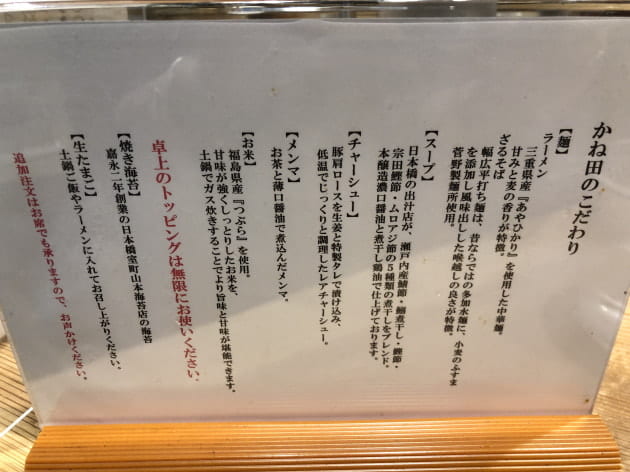 かね田のこだわり
【麺】
ラーメン
三重県産『あやひかり』を使用した中華麺。
甘みと麦の香りが特徴。
ざるそば
幅広平打ち麺は、昔ならではの多加水麺に、小麦のふすま
を添加し風味出しした喉越しの良さが特徴。
菅野製麺所使用。
【スープ】
日本橋の出汁店が、瀬戸内産鯖節・鰯煮干し・鰹節・
宗田鰹節・ムロアジ節の5種類の煮干しをブレンド。
本醸造濃口醤油と煮干し鶏油で仕上げております。
【チャーシュー】
豚肩ロースを生姜と特製タレで漬け込み、
低温でじっくりと調理したレアチャーシュー。
【メンマ】
お茶と薄口醤油で煮込んだメンマ。
【お米】
福島県産『つぶら』を使用。
甘味が強くしっとりしたお米を、
土鍋でガス炊きすることでより旨味と甘味が堪能できます。
卓上のトッピングは無限にお使いください。
【焼き海苔】
嘉永二年創業の日本橋室町山本海苔店の海苔
【生たまご】
土鍋ご飯やラーメンに入れてお召し上がりください。
追加注文はお席でも承りますので、お声かけください。